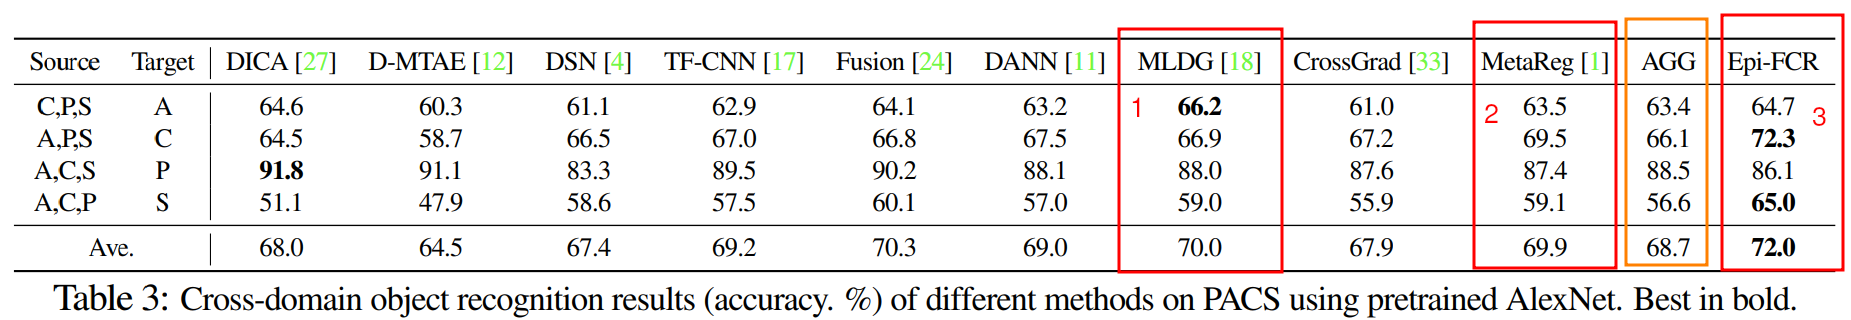 Source Target DICA [27] D-MTAE [12] DSN [4] TF-CNN [17] Fusion [24] DANN [11] MLDG [18] CrossGrad [33] MetaReg [1] AGG Epi-FCR
C,P,S A 64.6 60.3 61.1 62.9 64.1 63.2 1 66.2 61.0 2 63.5 63.4 64.7 3
A,P,S C 64.5 58.7 66.5 67.0 66.8 67.5 66.9 67.2 69.5 66.1 72.3
A,C,S P 91.8 91.1 83.3 89.5 90.2 88.1 88.0 87.6 87.4 88.5 86.1
A,C,P S 51.1 47.9 58.6 57.5 60.1 57.0 59.0 55.9 59.1 56.6 65.0
Ave. 68.0 64.5 67.4 69.2 70.3 69.0 70.0 67.9 69.9 68.7 72.0
Table 3: Cross-domain object recognition results (accuracy. %) of different methods on PACS using pretrained AlexNet. Best in bold.